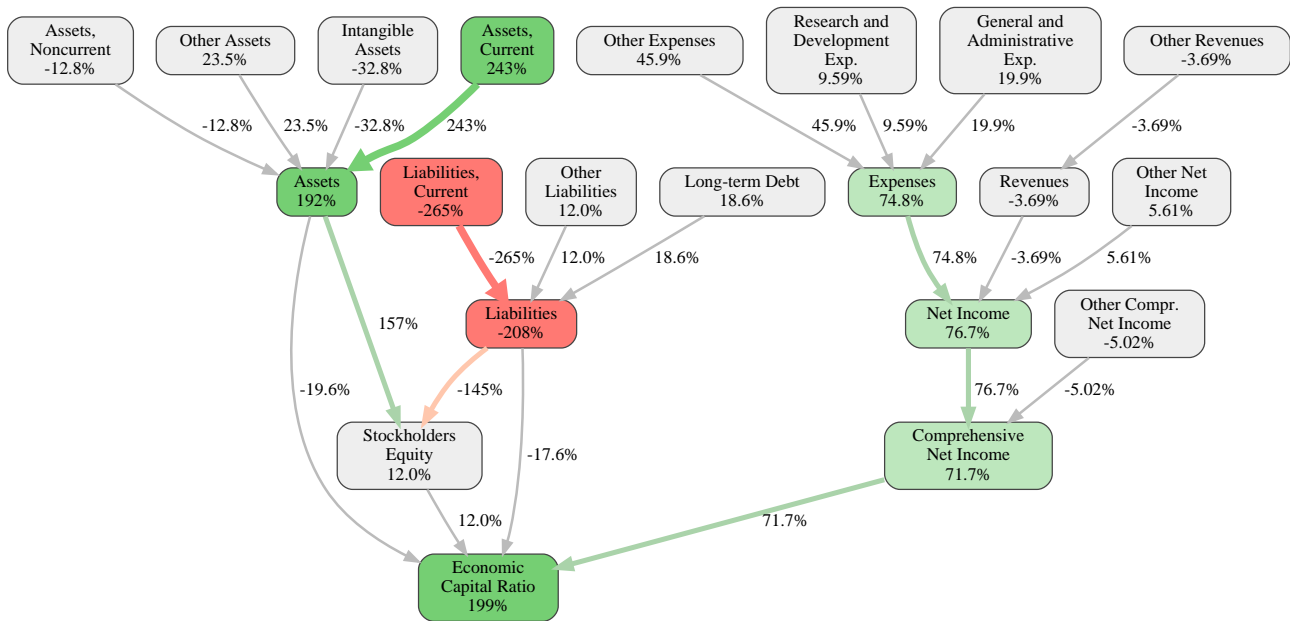 Assets,
Noncurrent
-12.8%
Other Assets
23.5%
Intangible
Assets
-32.8%
Assets,
Current
243%
Other Expenses
45.9%
Research and
Development
Exp.
9.59%
General and
Administrative
Exp.
19.9%
Other Revenues
-3.69%
-12.8%
23.5%
-32.8%
243%
45.9%
9.59%
19.9%
-3.69%
Assets
192%
Liabilities,
Current
-265%
Other
Liabilities
12.0%
Long-term Debt
18.6%
Expenses
74.8%
Revenues
-3.69%
Other Net
Income
5.61%
-265%
12.0%
18.6%
74.8%
-3.69%
5.61%
157%
Liabilities
-208%
Net Income
76.7%
Other Compr.
Net Income
-5.02%
-19.6%
-145%
76.7%
-5.02%
Stockholders
Equity
12.0%
-17.6%
Comprehensive
Net Income
71.7%
12.0%
71.7%
Economic
Capital Ratio
199%